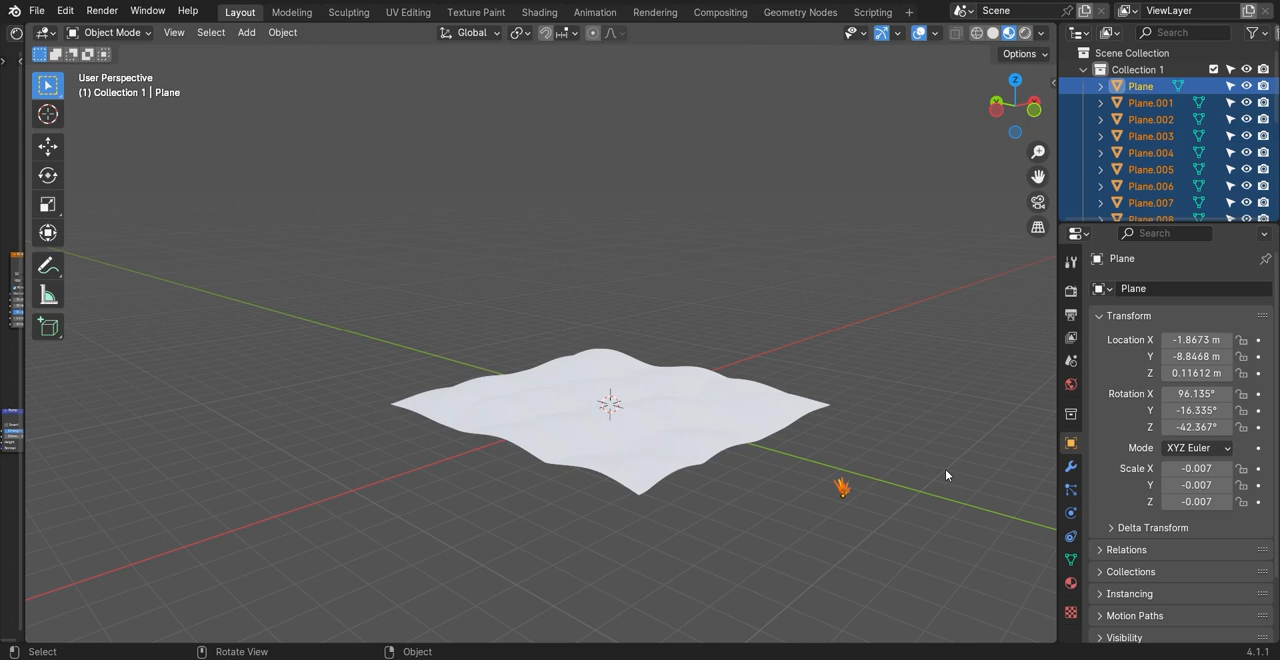 File Edit Render Window Help Layout Modeling Sculpting UV Editing Texture Paint Shading Animation Rendering Compositing Geometry Nodes Scripting + Scene ViewLayer
Object Mode View Select Add Object Global Search
Options
User Perspective
(1) Collection 1 | Plane
Z
Scene Collection
Collection 1
Plane
Plane.001
Plane.002
Plane.003
Plane.004
Plane.005
Plane.006
Plane.007
Plane.008
Search
Plane
Plane
Transform
Location X -1.8673 m
Y -8.8468 m
Z 0.11612 m
Rotation X 96.135°
Y -16.335°
Z -42.367°
Mode XYZ Euler
Scale X -0.007
Y -0.007
Z -0.007
Delta Transform
Relations
Collections
Instancing
Motion Paths
Visibility
Select Rotate View Object 4.1.1